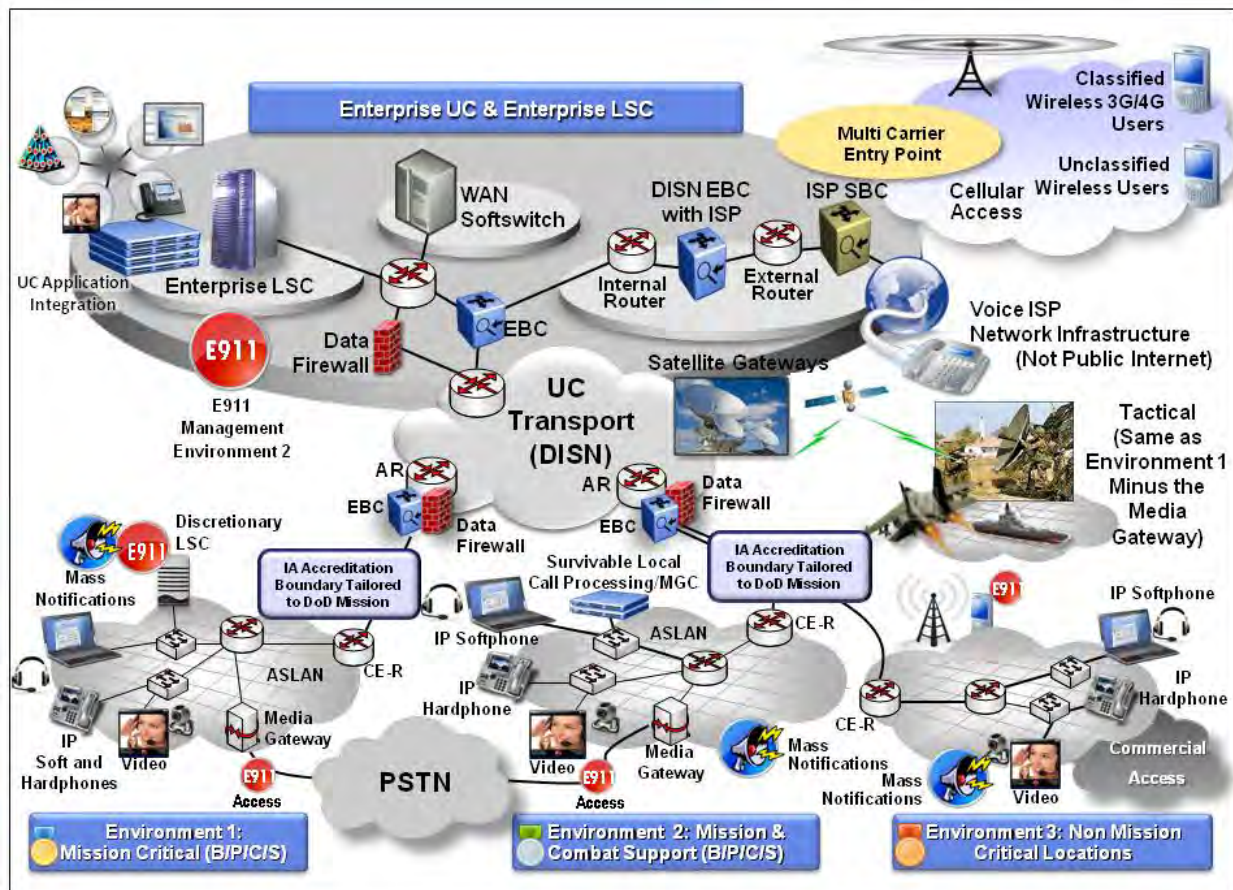 Enterprise UC & Enterprise LSC
Classified
Wireless 3G/4G
Users
Multi Carrier
Entry Point
Unclassified
Wireless Users
Cellular
Access
WAN
Softswitch
DISN EBC
with ISP
ISP SBC
UC Application
Integration
Enterprise LSC
Internal
Router
External
Router
EBC
Data
Firewall
E911
E911
Management
Environment 2
Voice ISP
Network Infrastructure
(Not Public Internet)
Satellite Gateways
UC
Transport
(DISN)
Tactical
(Same as
Environment 1
Minus the
Media
Gateway)
AR
EBC
Data
Firewall
AR
EBC
Data
Firewall
E911
Discretionary
LSC
Mass
Notifications
IA Accreditation
Boundary Tailored
to DoD Mission
Survivable Local
Call Processing/MGC
IA Accreditation
Boundary Tailored
to DoD Mission
E911
IP Softphone
IP Softphone
ASLAN
CE-R
ASLAN
CE-R
IP
Hardphone
IP
Hardphone
CE-R
IP
Soft and
Hardphones
Video
Media
Gateway
E911
Access
PSTN
Video
E911
Access
Media
Gateway
Mass
Notifications
Mass
Notifications
Video
Commercial
Access
Environment 1:
Mission Critical (B/P/C/S)
Environment 2: Mission &
Combat Support (B/P/C/S)
Environment 3: Non Mission
Critical Locations